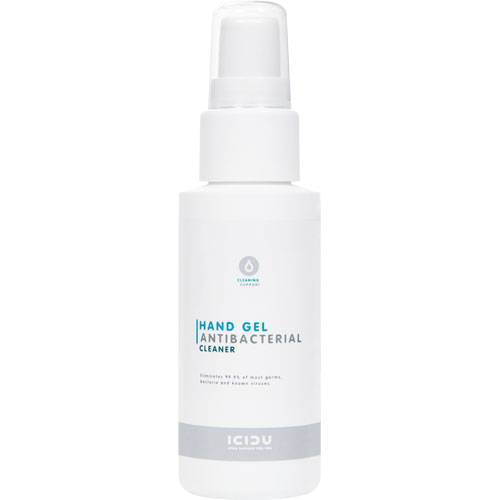 CLEANING
SUPPORT
HAND GEL
ANTIBACTERIAL
CLEANER
Eliminates 99.9% of most germs,
bacteria and known viruses
ICIDU